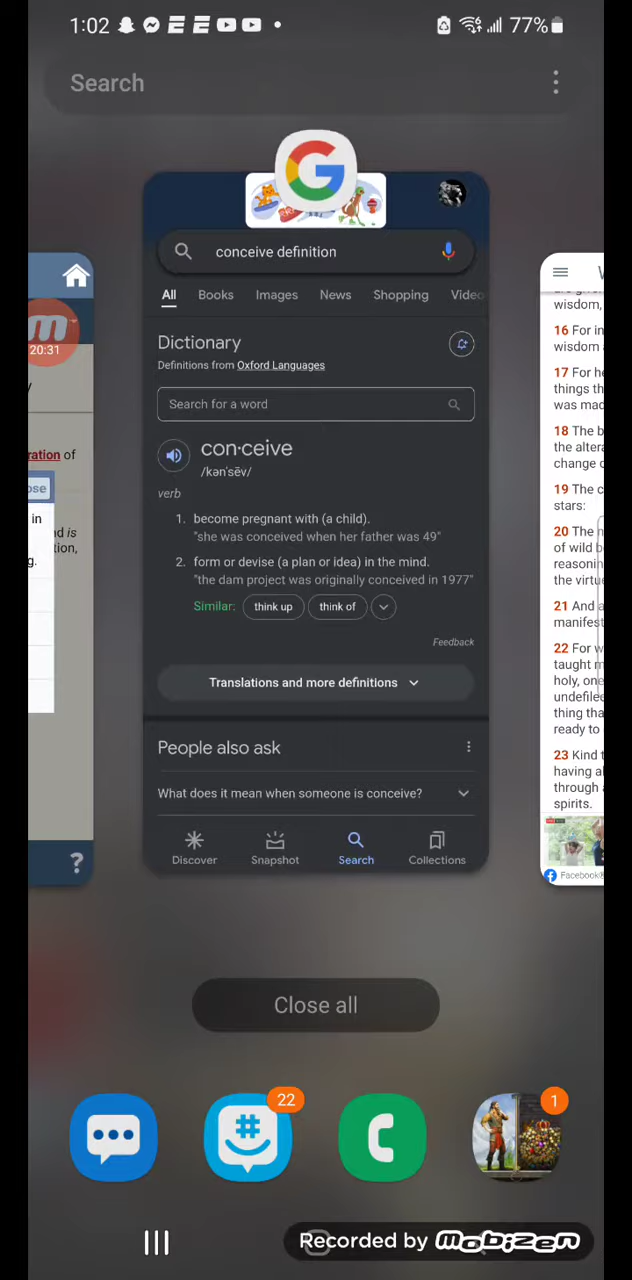 1:02
77%
Search
conceive definition
All Books Images News Shopping Video
Dictionary
Definitions from Oxford Languages
Search for a word
con·ceive
/kənˈsēv/
verb
1. become pregnant with (a child).
"she was conceived when her father was 49"
2. form or devise (a plan or idea) in the mind.
"the dam project was originally conceived in 1977"
Similar: think up think of
Feedback
Translations and more definitions
People also ask
What does it mean when someone is conceive?
Discover Snapshot Search Collections
20:31
ration of
ose
in
nd is
tion,
g.
?
wisdom,
16 For in
wisdom
17 For he
things th
was mad
18 The b
the altera
change o
19 The c
stars:
20 The n
of wild b
reasonin
the virtue
21 And a
manifest
22 For w
taught m
holy, one
undefiled
thing tha
ready to
23 Kind t
having al
through a
spirits.
Facebook®
Close all
22
1
Recorded by mobizen